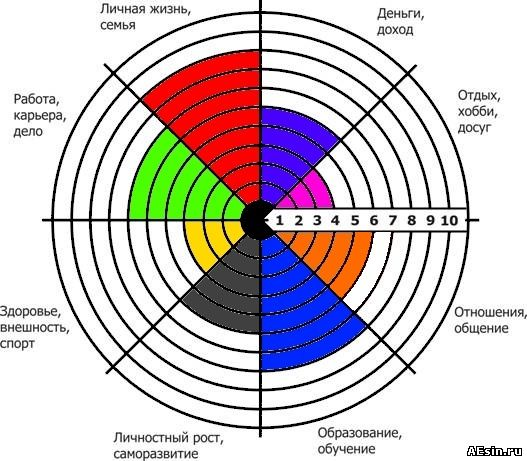 Личная жизнь,
семья
Деньги,
доход
Работа,
карьера,
дело
Отдых,
хобби,
досуг
1 2 3 4 5 6 7 8 9 10
Здоровье,
внешность,
спорт
Отношения,
общение
Личностный рост,
саморазвитие
Образование,
обучение
AEsin.ru